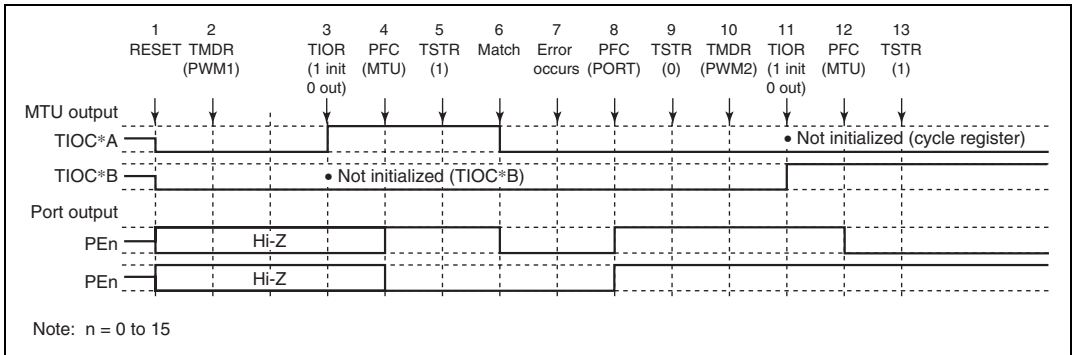 1 2 3 4 5 6 7 8 9 10 11 12 13
RESET TMDR TIOR PFC TSTR Match Error PFC TSTR TMDR TIOR PFC TSTR
(PWM1) (1 init (MTU) (1) occurs (PORT) (0) (PWM2) (1 init (MTU) (1)
0 out) 0 out)
MTU output
TIOC*A • Not initialized (cycle register)
TIOC*B • Not initialized (TIOC*B)
Port output
PEn Hi-Z
PEn Hi-Z
Note: n = 0 to 15